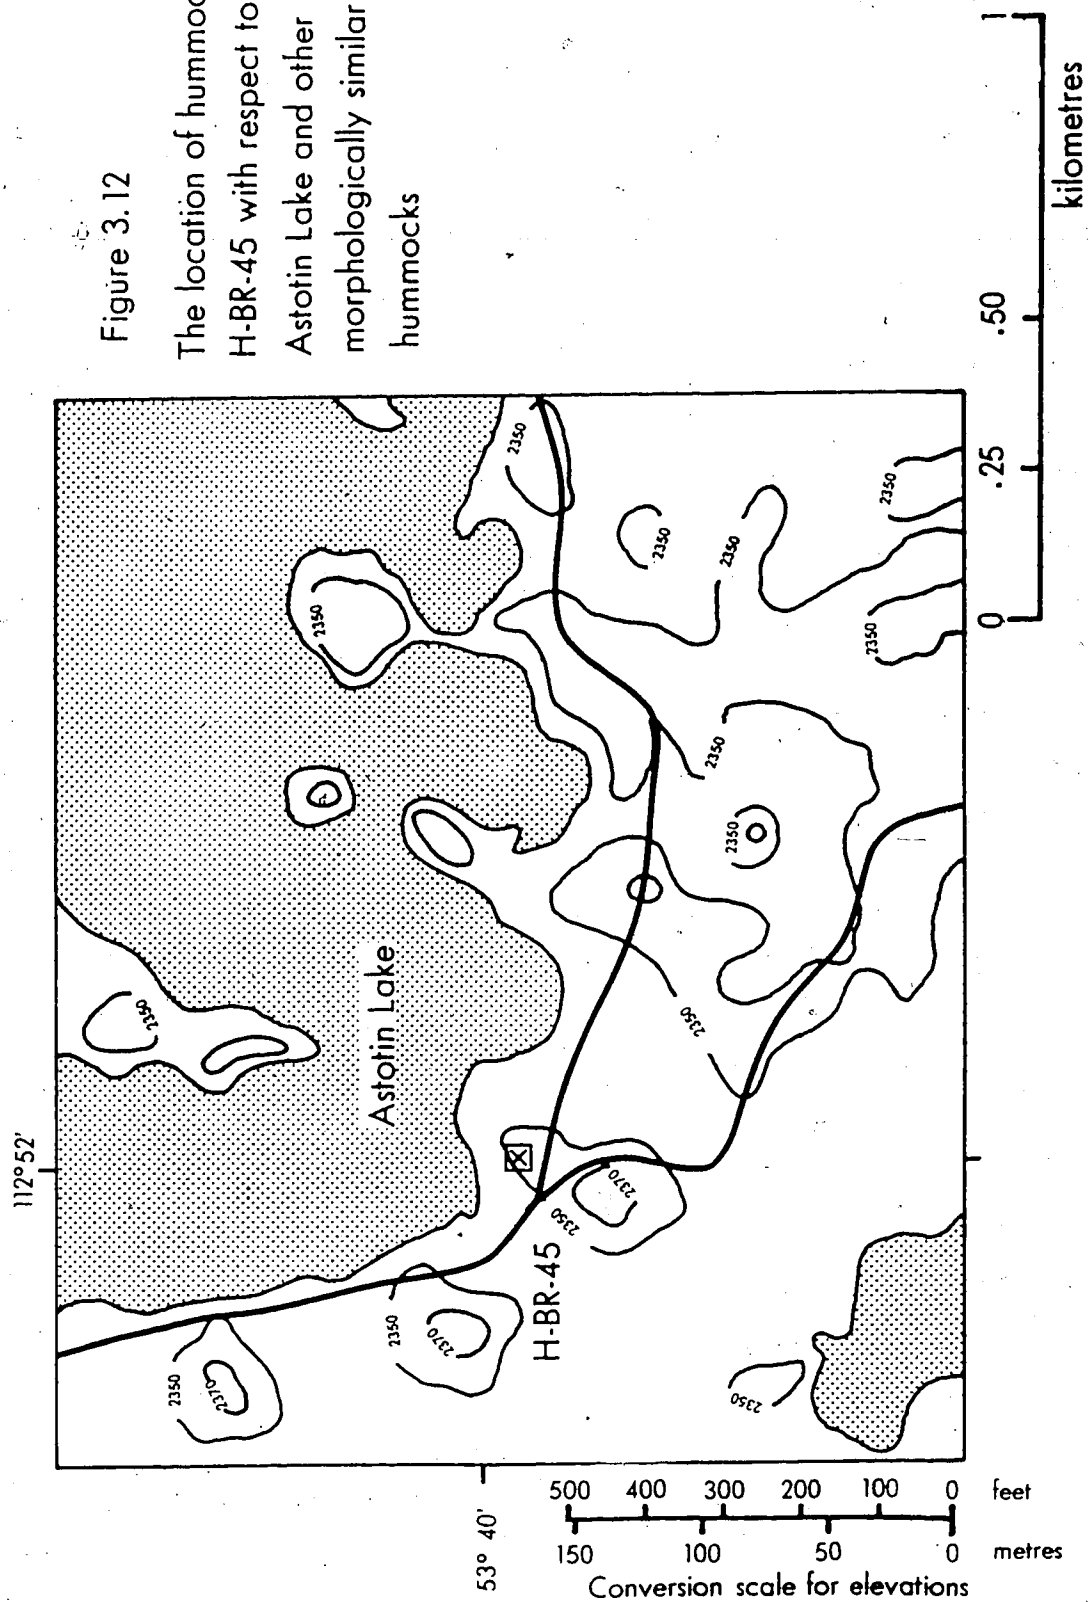 Figure 3.12
The location of
H-BR-45 with respect to
Astotin Lake and other
morphologically similar
hummocks
112°52'
53° 40'
Astotin Lake
H-BR-45
2350
2370
2350
2370
2350
2370
2350
2350
2350
2350
2350
2350
2350
2350
2350
2350
2350
0 .25 .50 1
kilometres
500 400 300 200 100 0 feet
150 100 50 0 metres
Conversion scale for elevations